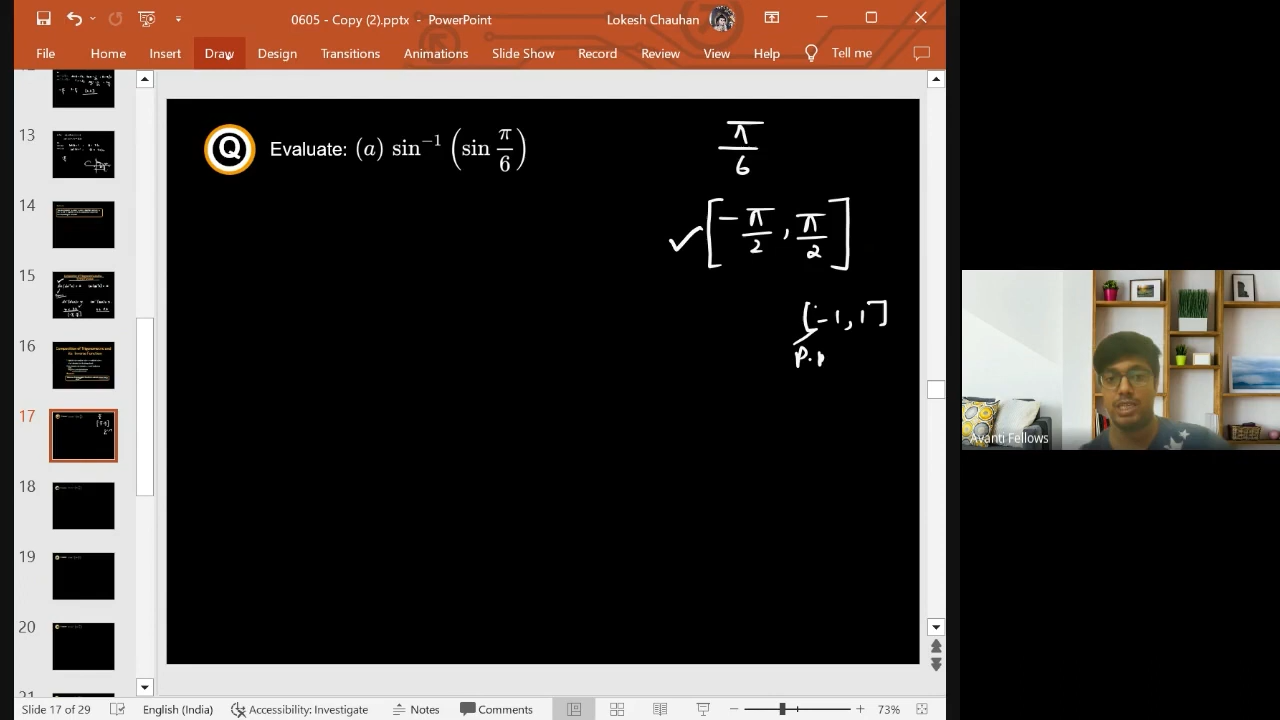 0605 - Copy (2).pptx - PowerPoint
Lokesh Chauhan
File Home Insert Draw Design Transitions Animations Slide Show Record Review View Help Tell me
13
14
15
16
17
18
19
20
Q Evaluate: (a) sin⁻¹ (sin π/6)
π/6
✓ [-π/2, π/2]
[-1, 1]
Avanti Fellows
Slide 17 of 29 English (India) Accessibility: Investigate Notes Comments 73%